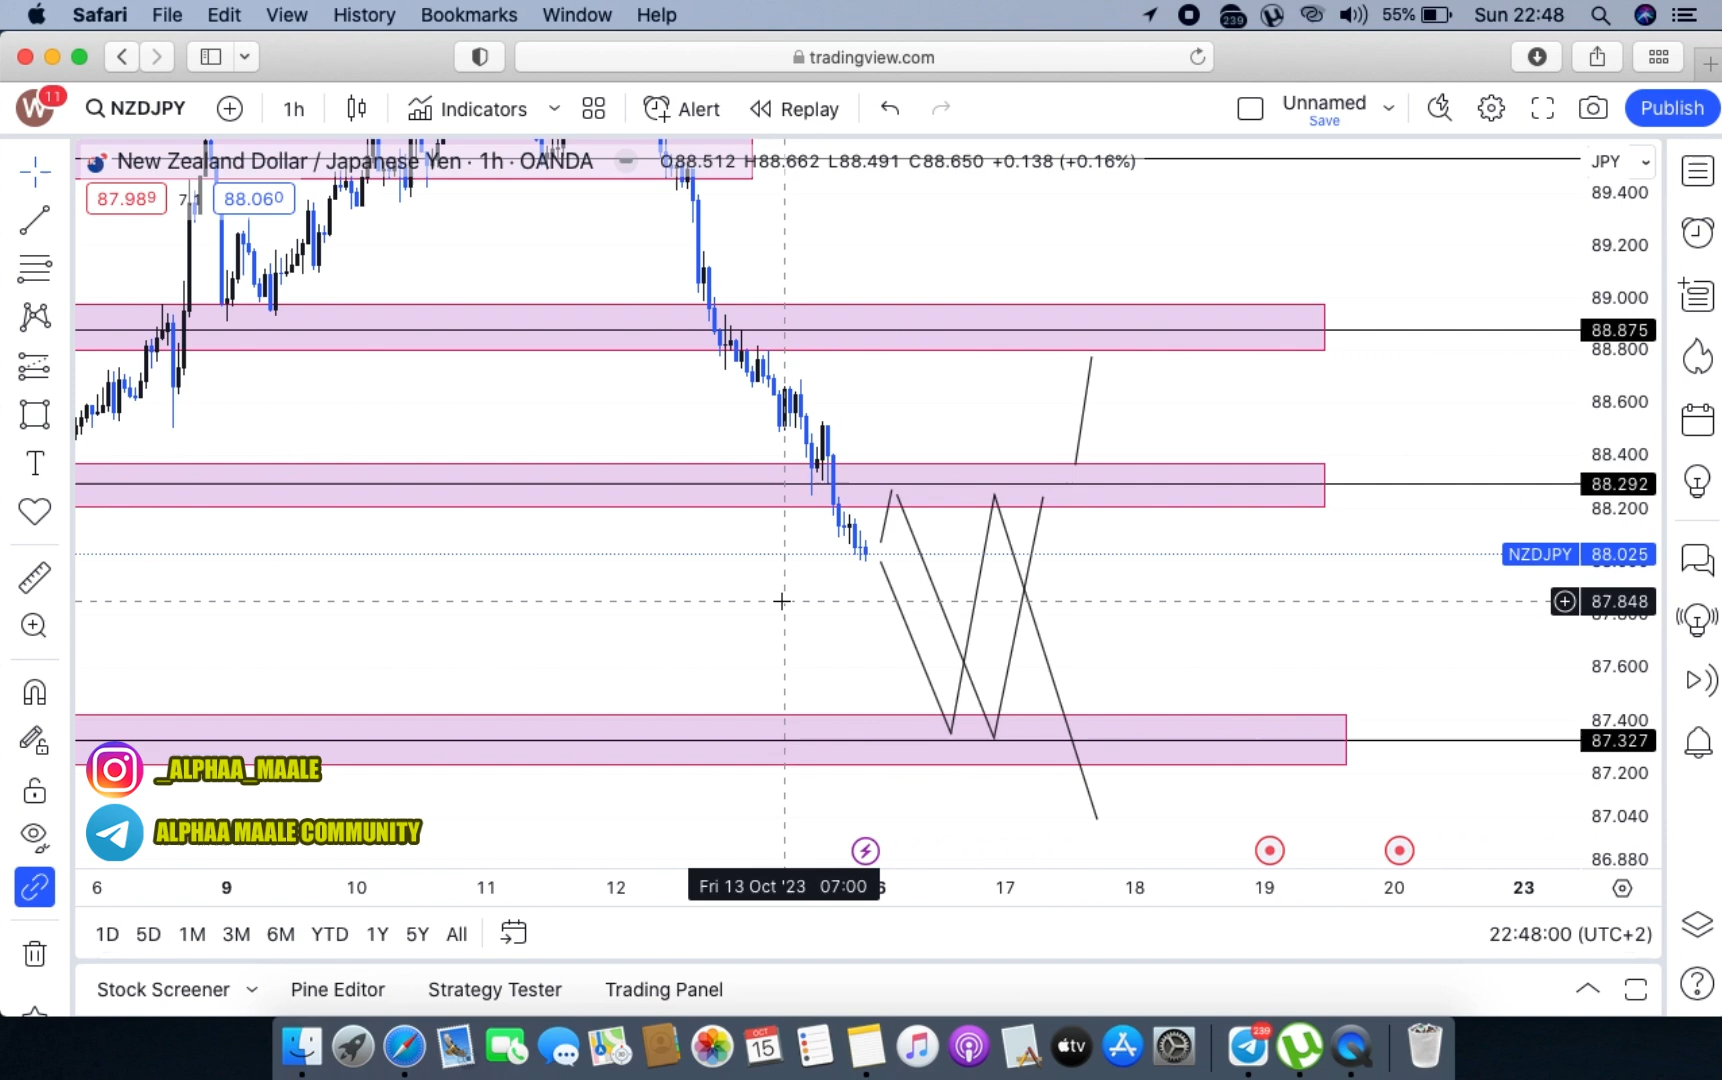 Safari File Edit View History Bookmarks Window Help 239 55% Sun 22:48
tradingview.com
W 11 NZDJPY 1h Indicators Alert Replay Unnamed Save Publish
New Zealand Dollar / Japanese Yen · 1h · OANDA O88.512 H88.662 L88.491 C88.650 +0.138 (+0.16%) JPY
87.989 88.060
89.400
89.200
89.000
88.875
88.800
88.600
88.400
88.292
88.200
NZDJPY 88.025
87.848
87.600
87.400
87.327
87.200
87.040
86.880
_ALPHAA_MAALE
ALPHAA MAALE COMMUNITY
6 9 10 11 12 Fri 13 Oct '23 07:00 17 18 19 20 23
1D 5D 1M 3M 6M YTD 1Y 5Y All 22:48:00 (UTC+2)
Stock Screener Pine Editor Strategy Tester Trading Panel
OCT 15 tv 239